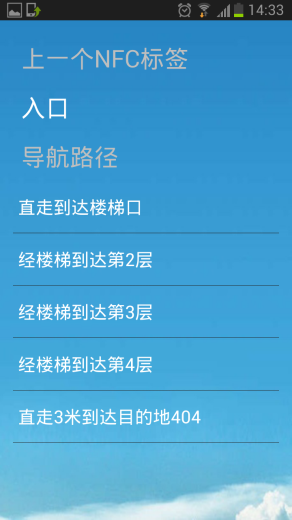 14:33
上一个NFC标签
入口
导航路径
直走到达楼梯口
经楼梯到达第2层
经楼梯到达第3层
经楼梯到达第4层
直走3米到达目的地404